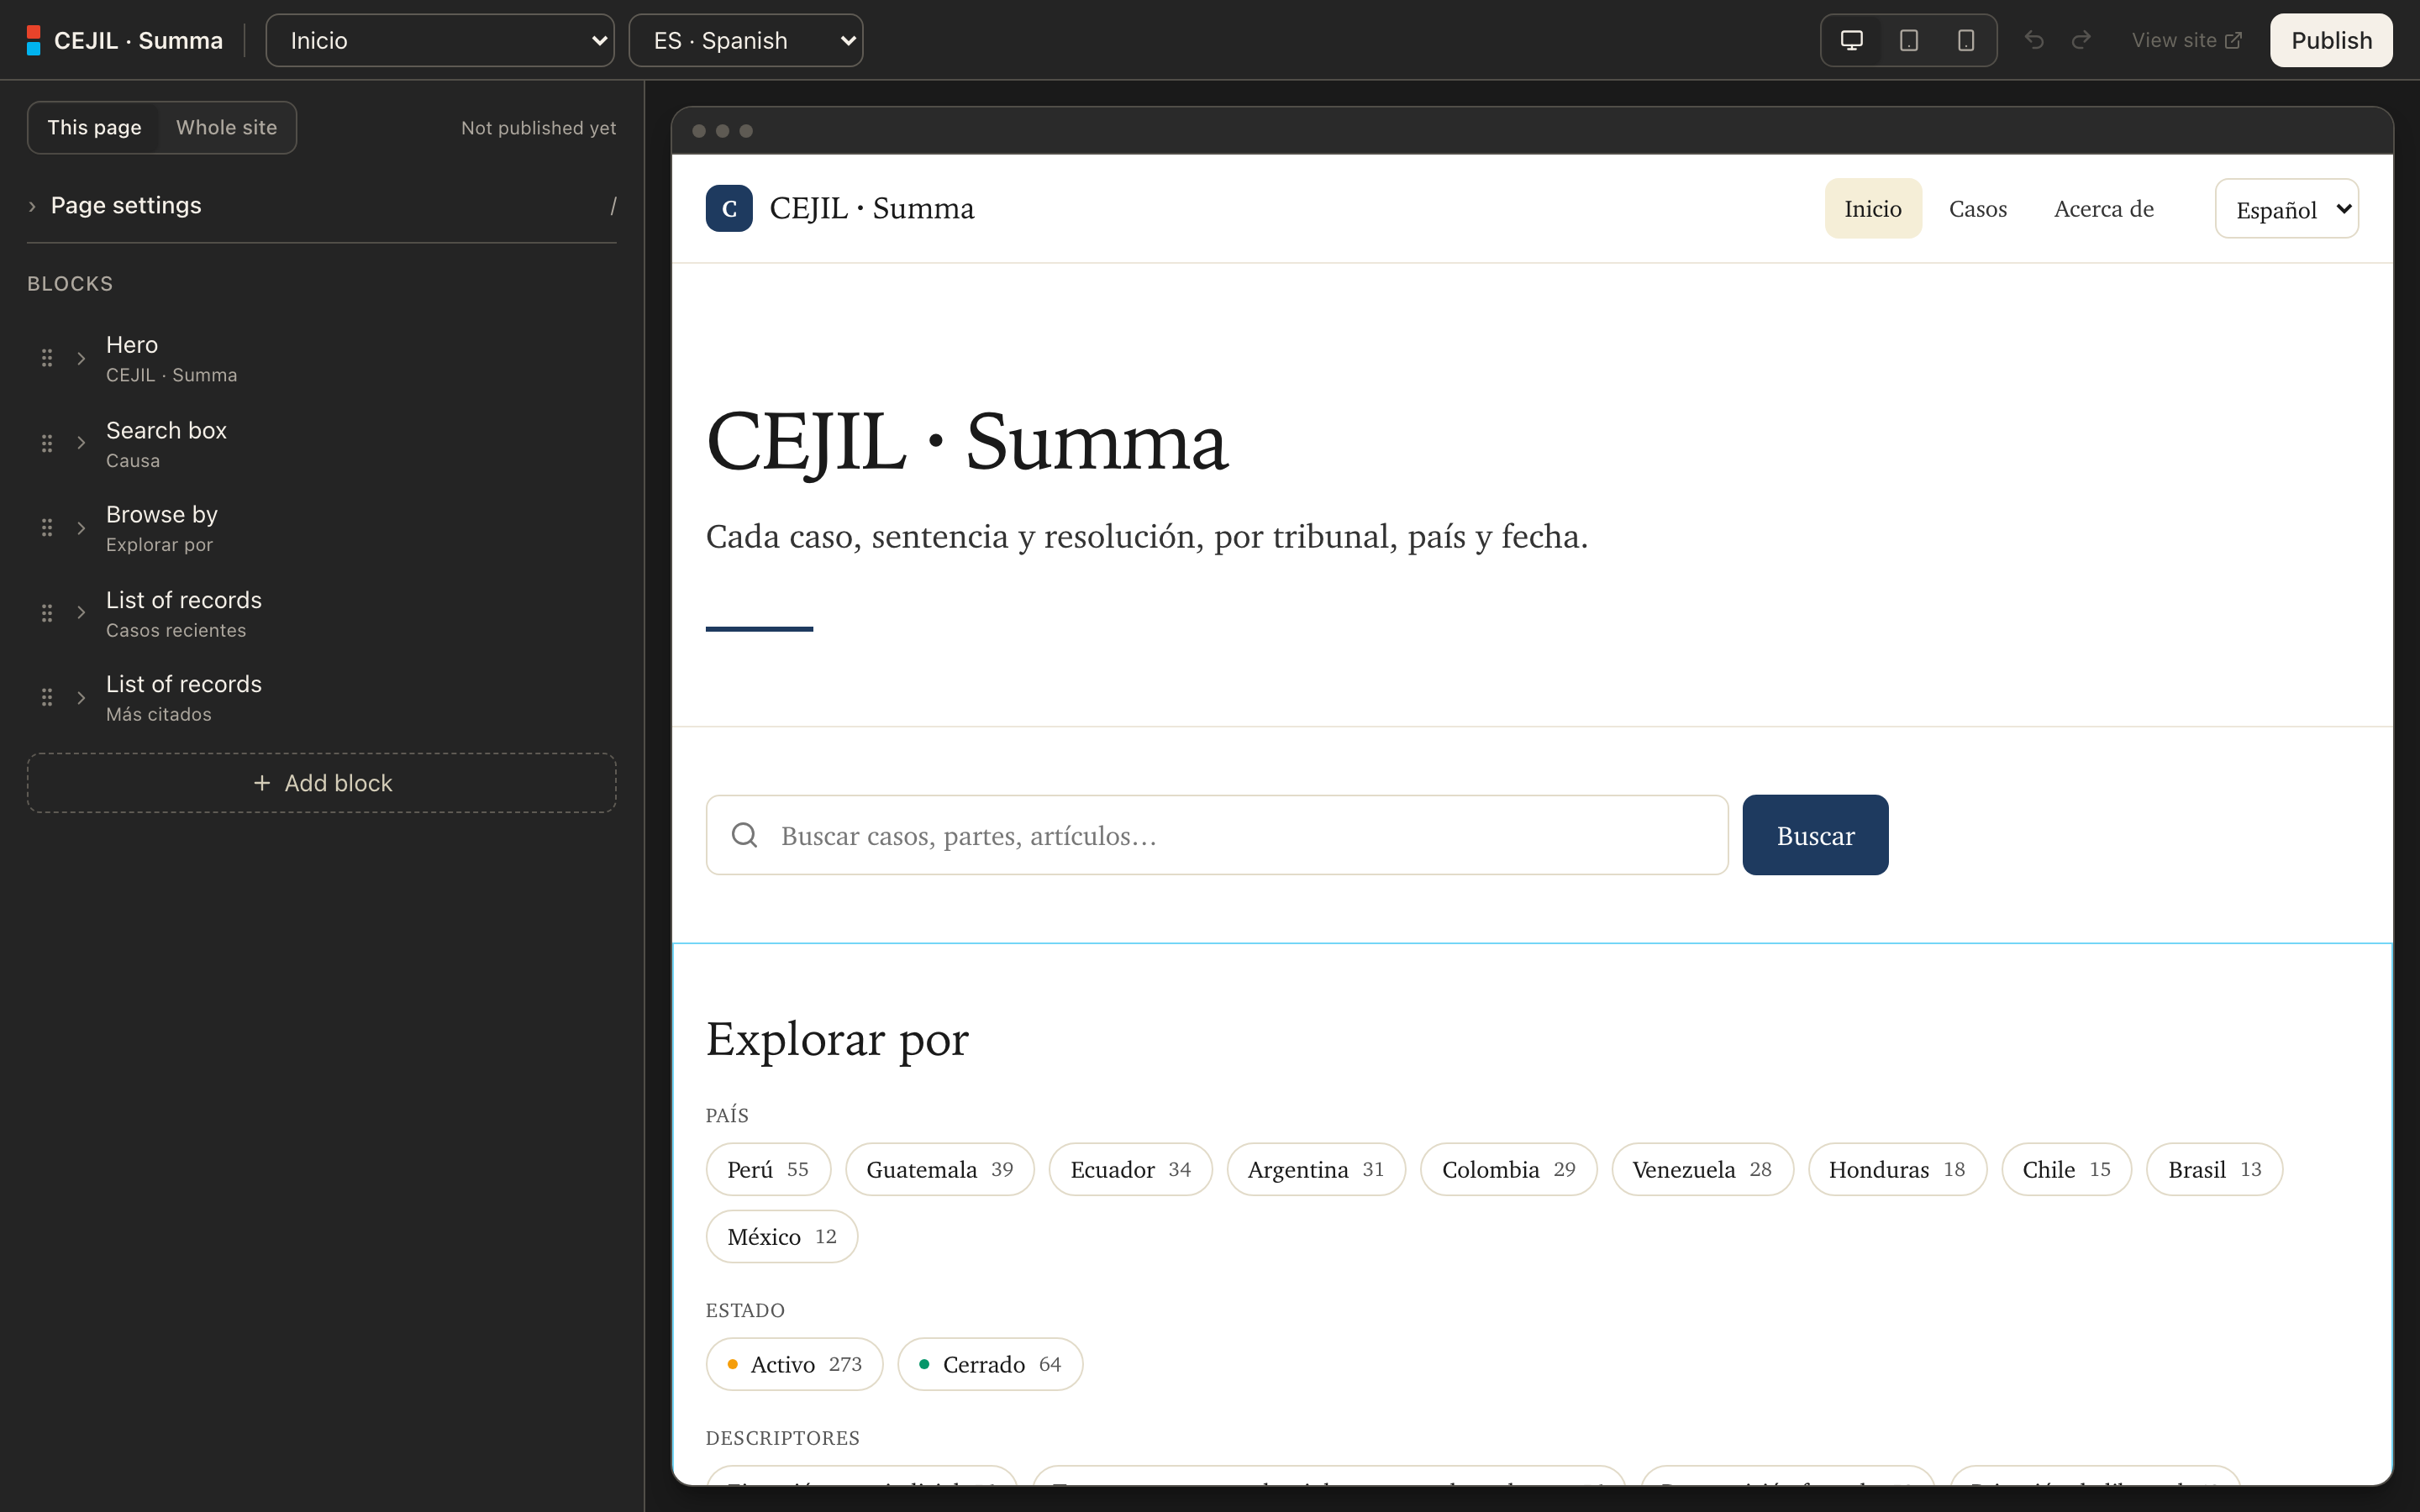 CEJIL · Summa
Inicio
ES · Spanish
View site
Publish
This page
Whole site
Not published yet
Page settings
/
BLOCKS
Hero
CEJIL · Summa
Search box
Causa
Browse by
Explorar por
List of records
Casos recientes
List of records
Más citados
+ Add block
C
CEJIL · Summa
Inicio
Casos
Acerca de
Español
CEJIL · Summa
Cada caso, sentencia y resolución, por tribunal, país y fecha.
Buscar casos, partes, artículos…
Buscar
Explorar por
PAÍS
Perú 55 Guatemala 39 Ecuador 34 Argentina 31 Colombia 29 Venezuela 28 Honduras 18 Chile 15 Brasil 13
México 12
ESTADO
Activo 273 Cerrado 64
DESCRIPTORES